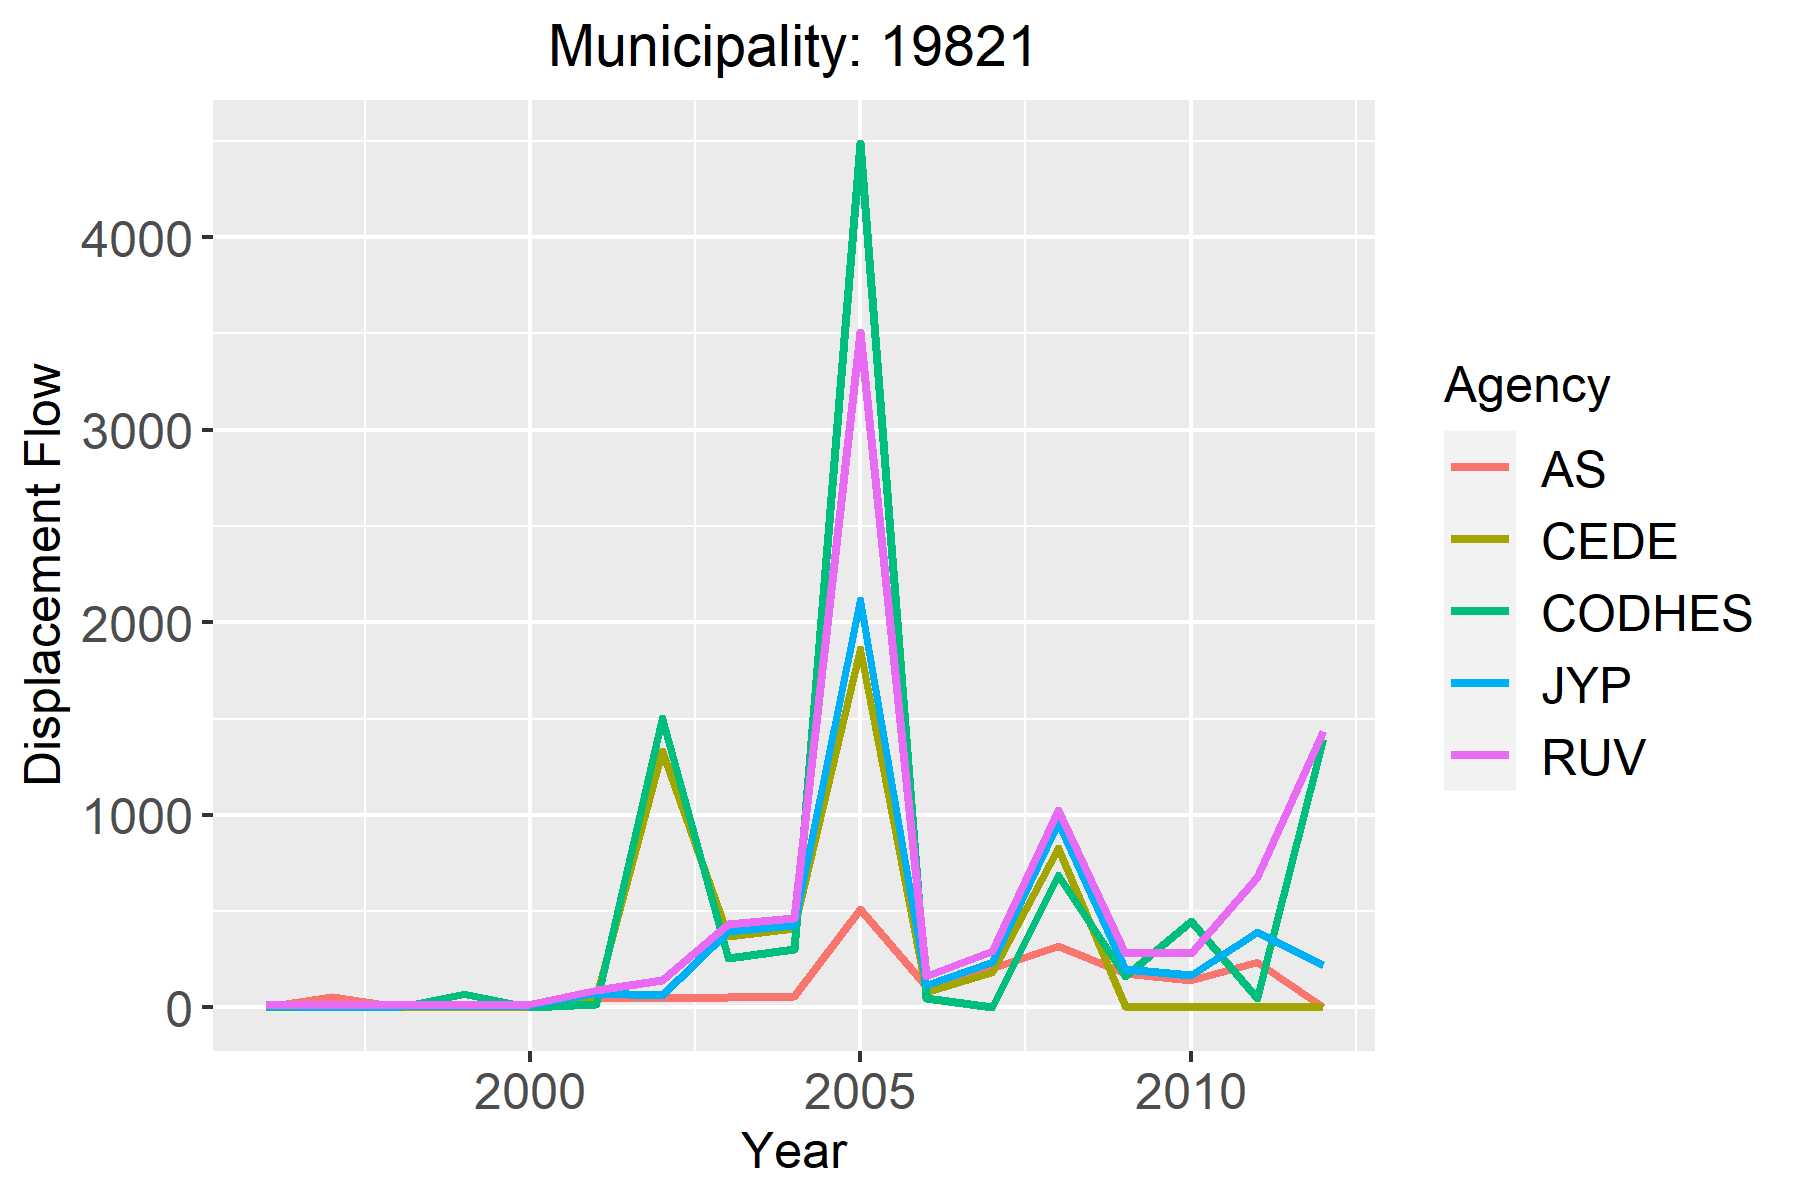 Municipality: 19821
Displacement Flow
4000
3000
2000
1000
0
2000 2005 2010
Year
Agency
AS
CEDE
CODHES
JYP
RUV